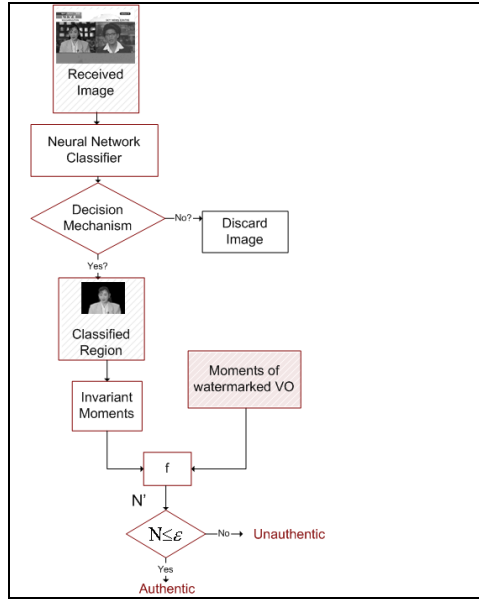 Received
Image
Neural Network
Classifier
Decision
Mechanism
No?
Discard
Image
Yes?
Classified
Region
Moments of
watermarked VO
Invariant
Moments
f
N'
N≤ε
No
Unauthentic
Yes
Authentic